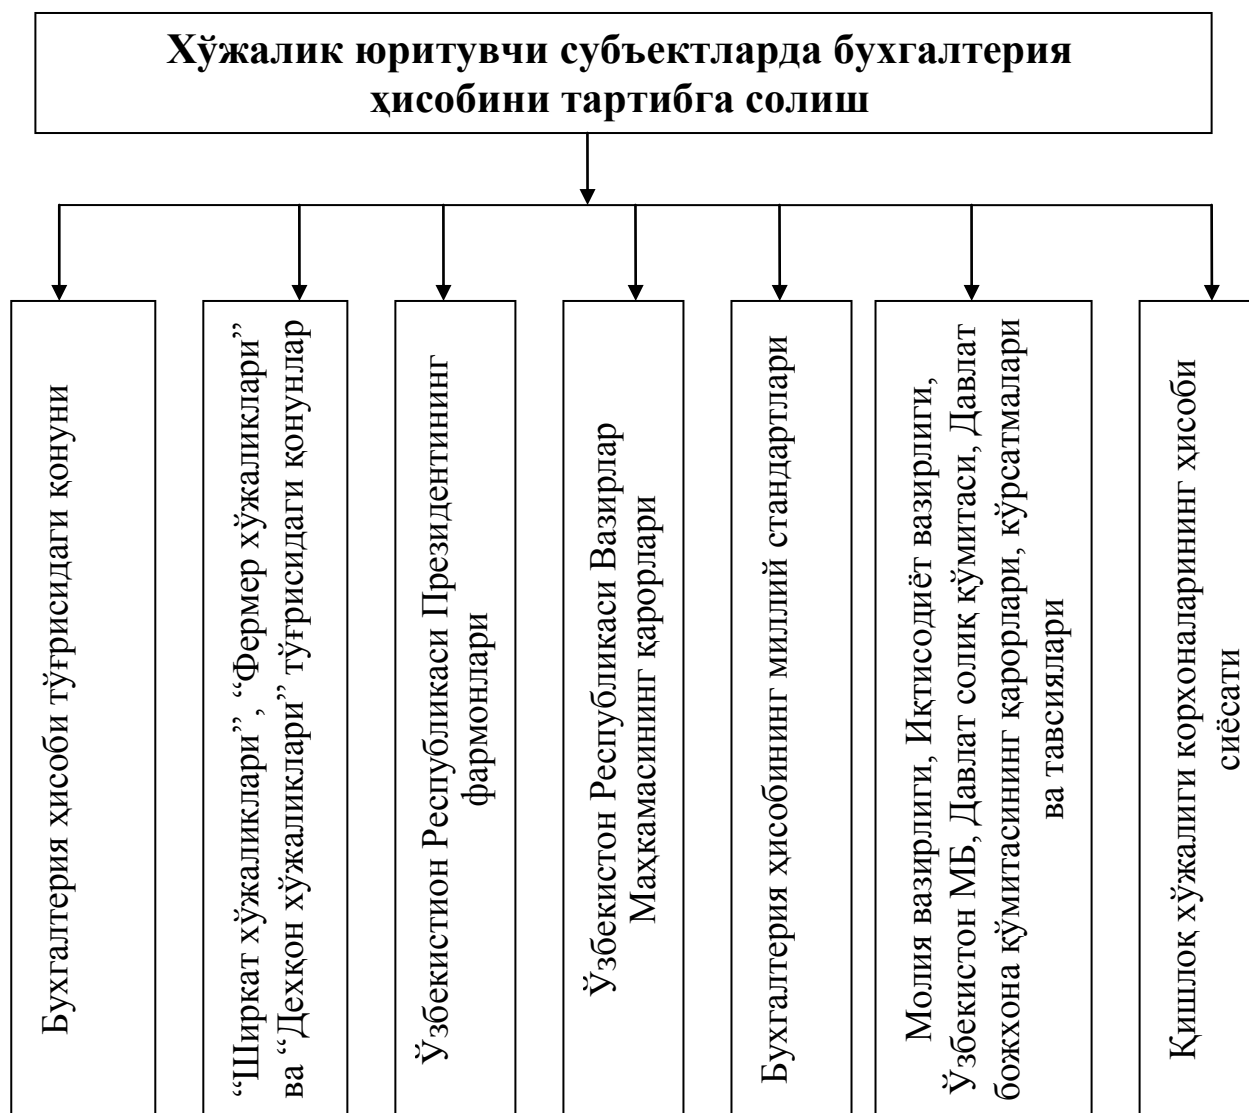 Хўжалик юритувчи субъектларда бухгалтерия
ҳисобини тартибга солиш
Бухгалтерия ҳисоби тўғрисидаги қонуни
“Ширкат хўжаликлари”, “Фермер хўжаликлари”
ва “Деҳқон хўжаликлари” тўғрисидаги қонунлар
Ўзбекистион Республикаси Президентининг
фармонлари
Ўзбекистон Республикаси Вазирлар
Маҳкамасининг қарорлари
Бухгалтерия ҳисобининг миллий стандартлари
Молия вазирлиги, Иқтисодиёт вазирлиги,
Ўзбекистон МБ, Давлат солиқ қўмитаси, Давлат
божхона қўмитасининг қарорлари, кўрсатмалари
ва тавсиялари
Қишлоқ хўжалиги корхоналарининг ҳисоби
сиёсати